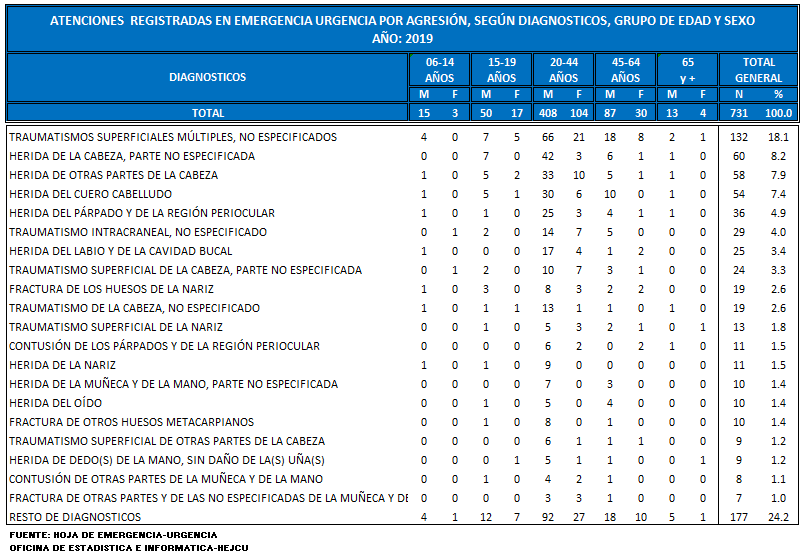 ATENCIONES REGISTRADAS EN EMERGENCIA URGENCIA POR AGRESIÓN, SEGÚN DIAGNOSTICOS, GRUPO DE EDAD Y SEXO
AÑO: 2019
DIAGNOSTICOS 06-14 AÑOS 15-19 AÑOS 20-44 AÑOS 45-64 AÑOS 65 y + TOTAL GENERAL
M F M F M F M F M F N %
TOTAL 15 3 50 17 408 104 87 30 13 4 731 100.0
TRAUMATISMOS SUPERFICIALES MÚLTIPLES, NO ESPECIFICADOS 4 0 7 5 66 21 18 8 2 1 132 18.1
HERIDA DE LA CABEZA, PARTE NO ESPECIFICADA 0 0 7 0 42 3 6 1 1 0 60 8.2
HERIDA DE OTRAS PARTES DE LA CABEZA 1 0 5 2 33 10 5 1 1 0 58 7.9
HERIDA DEL CUERO CABELLUDO 1 0 5 1 30 6 10 0 1 0 54 7.4
HERIDA DEL PÁRPADO Y DE LA REGIÓN PERIOCULAR 1 0 1 0 25 3 4 1 1 0 36 4.9
TRAUMATISMO INTRACRANEAL, NO ESPECIFICADO 0 1 2 0 14 7 5 0 0 0 29 4.0
HERIDA DEL LABIO Y DE LA CAVIDAD BUCAL 1 0 0 0 17 4 1 2 0 0 25 3.4
TRAUMATISMO SUPERFICIAL DE LA CABEZA, PARTE NO ESPECIFICADA 0 1 2 0 10 7 3 1 0 0 24 3.3
FRACTURA DE LOS HUESOS DE LA NARIZ 1 0 3 0 8 3 2 2 0 0 19 2.6
TRAUMATISMO DE LA CABEZA, NO ESPECIFICADO 1 0 1 1 13 1 1 0 1 0 19 2.6
TRAUMATISMO SUPERFICIAL DE LA NARIZ 0 0 1 0 5 3 2 1 0 1 13 1.8
CONTUSIÓN DE LOS PÁRPADOS Y DE LA REGIÓN PERIOCULAR 0 0 1 0 6 2 0 2 1 0 11 1.5
HERIDA DE LA NARIZ 1 0 1 0 9 0 0 0 0 0 11 1.5
HERIDA DE LA MUÑECA Y DE LA MANO, PARTE NO ESPECIFICADA 0 0 0 0 7 0 3 0 0 0 10 1.4
HERIDA DEL OÍDO 0 0 1 0 5 0 4 0 0 0 10 1.4
FRACTURA DE OTROS HUESOS METACARPIANOS 0 0 1 0 8 0 1 0 0 0 10 1.4
TRAUMATISMO SUPERFICIAL DE OTRAS PARTES DE LA CABEZA 0 0 0 0 6 1 1 1 0 0 9 1.2
HERIDA DE DEDO(S) DE LA MANO, SIN DAÑO DE LA(S) UÑA(S) 0 0 0 1 5 1 1 0 0 1 9 1.2
CONTUSIÓN DE OTRAS PARTES DE LA MUÑECA Y DE LA MANO 0 0 1 0 4 2 1 0 0 0 8 1.1
FRACTURA DE OTRAS PARTES Y DE LAS NO ESPECIFICADAS DE LA MUÑECA Y DE 0 0 0 0 3 3 1 0 0 0 7 1.0
RESTO DE DIAGNOSTICOS 4 1 12 7 92 27 18 10 5 1 177 24.2
FUENTE: HOJA DE EMERGENCIA-URGENCIA
OFICINA DE ESTADISTICA E INFORMATICA-HEJCU